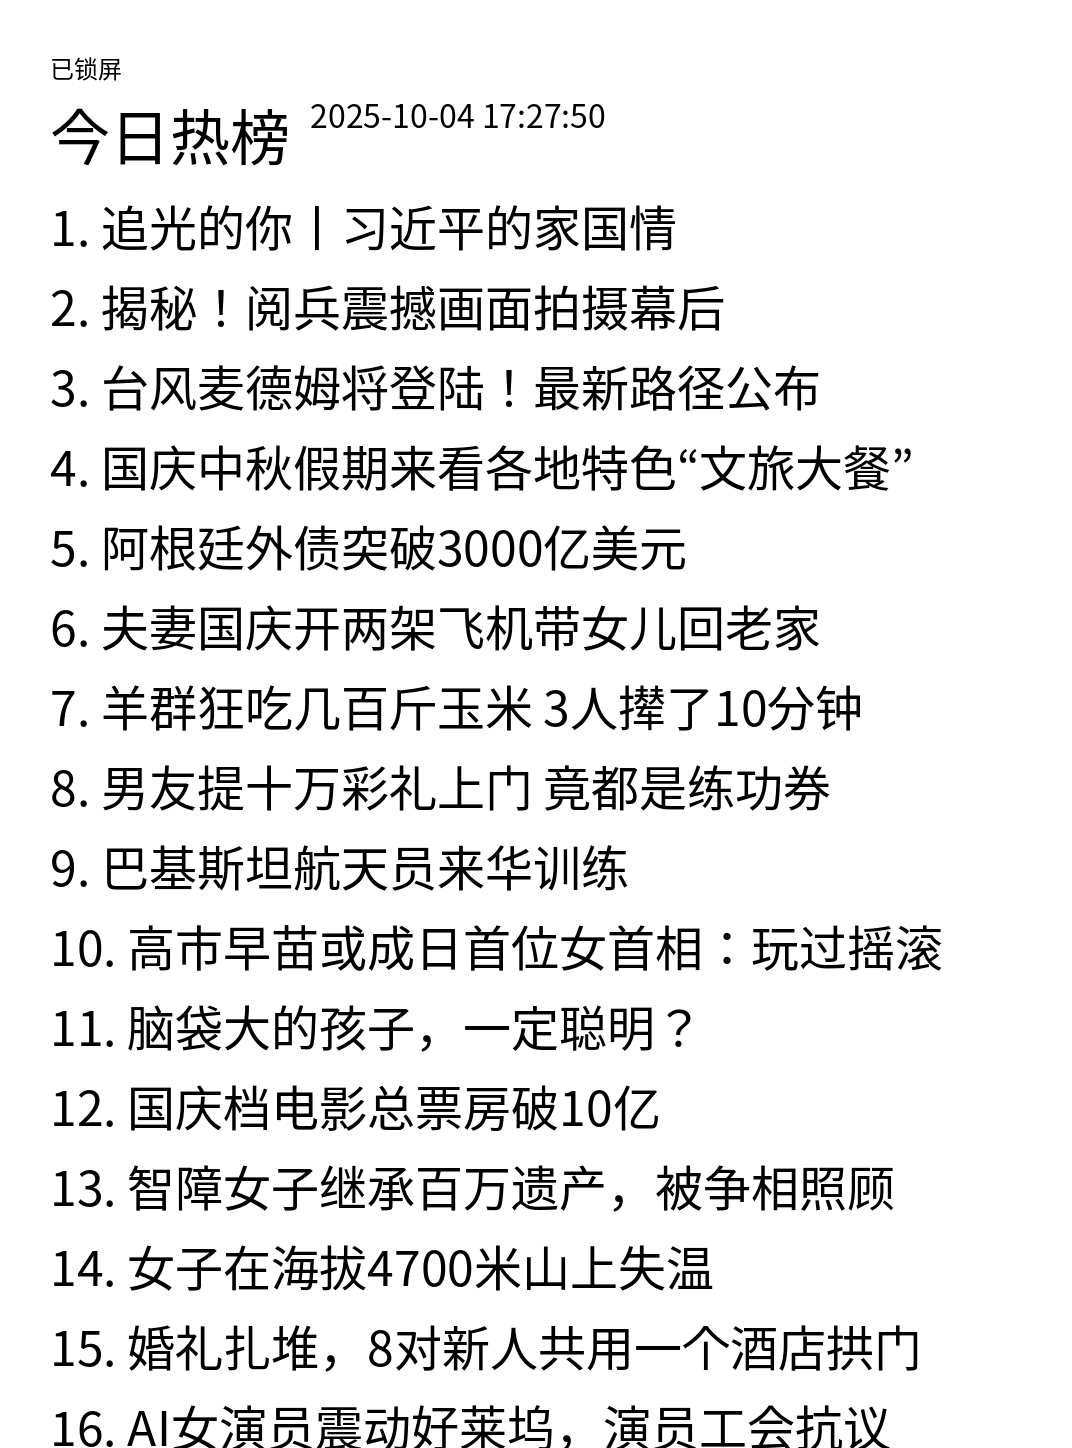 已锁屏
今日热榜 2025-10-04 17:27:50
1. 追光的你丨习近平的家国情
2. 揭秘！阅兵震撼画面拍摄幕后
3. 台风麦德姆将登陆！最新路径公布
4. 国庆中秋假期来看各地特色“文旅大餐”
5. 阿根廷外债突破3000亿美元
6. 夫妻国庆开两架飞机带女儿回老家
7. 羊群狂吃几百斤玉米 3人撵了10分钟
8. 男友提十万彩礼上门 竟都是练功券
9. 巴基斯坦航天员来华训练
10. 高市早苗或成日首位女首相：玩过摇滚
11. 脑袋大的孩子，一定聪明？
12. 国庆档电影总票房破10亿
13. 智障女子继承百万遗产，被争相照顾
14. 女子在海拔4700米山上失温
15. 婚礼扎堆，8对新人共用一个酒店拱门
16. AI女演员震动好莱坞，演员工会抗议